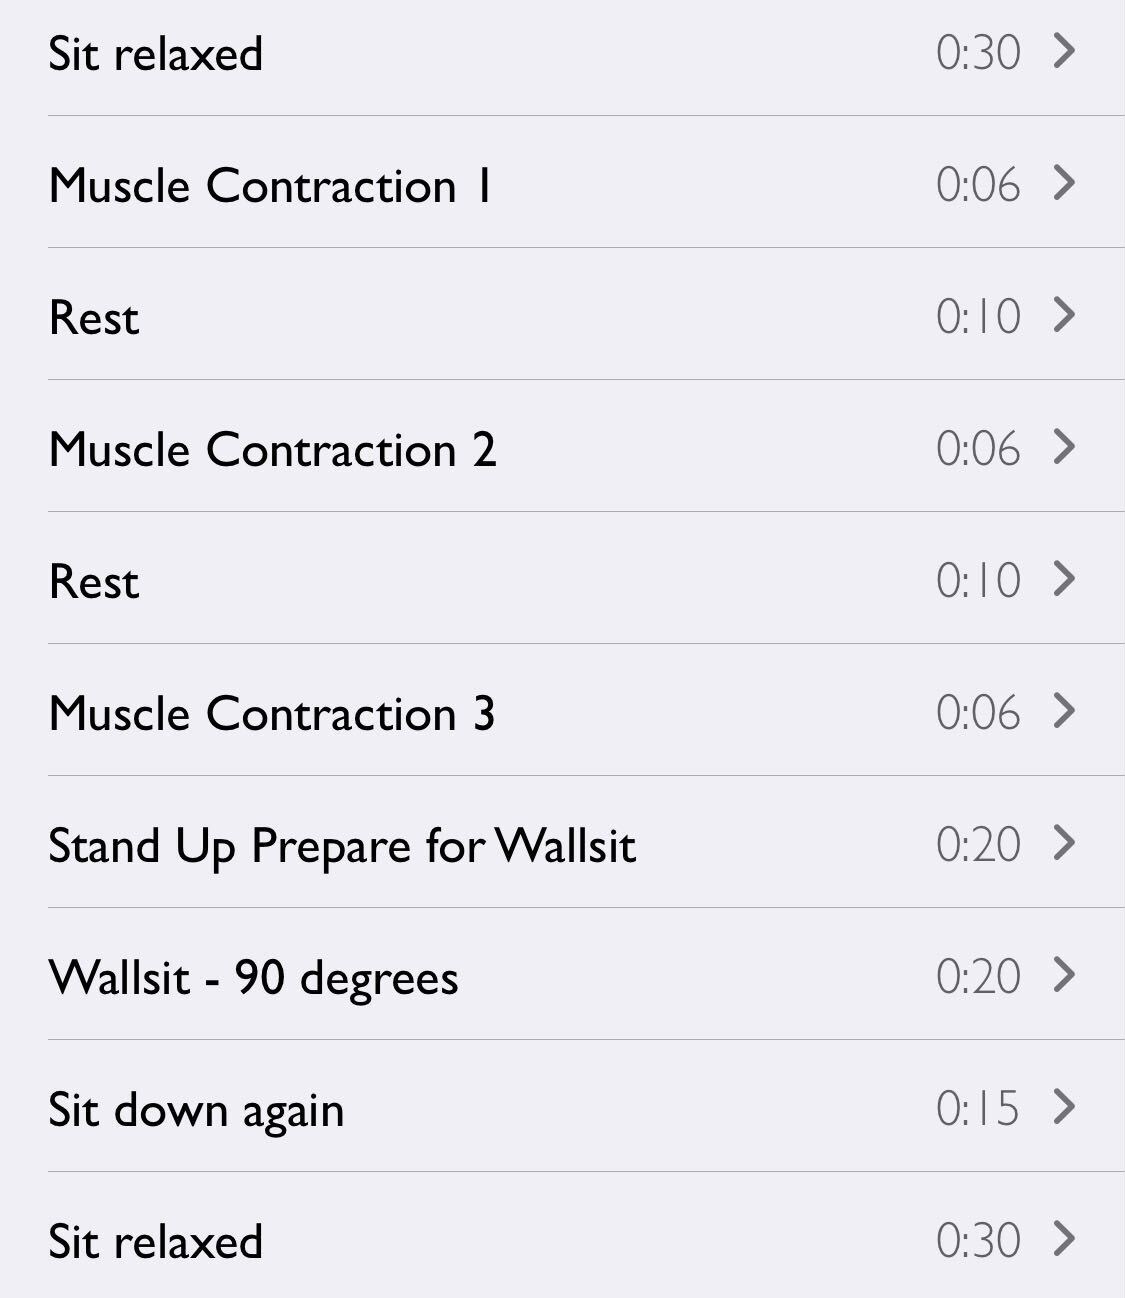 Sit relaxed 0:30
Muscle Contraction 1 0:06
Rest 0:10
Muscle Contraction 2 0:06
Rest 0:10
Muscle Contraction 3 0:06
Stand Up Prepare for Wallsit 0:20
Wallsit - 90 degrees 0:20
Sit down again 0:15
Sit relaxed 0:30